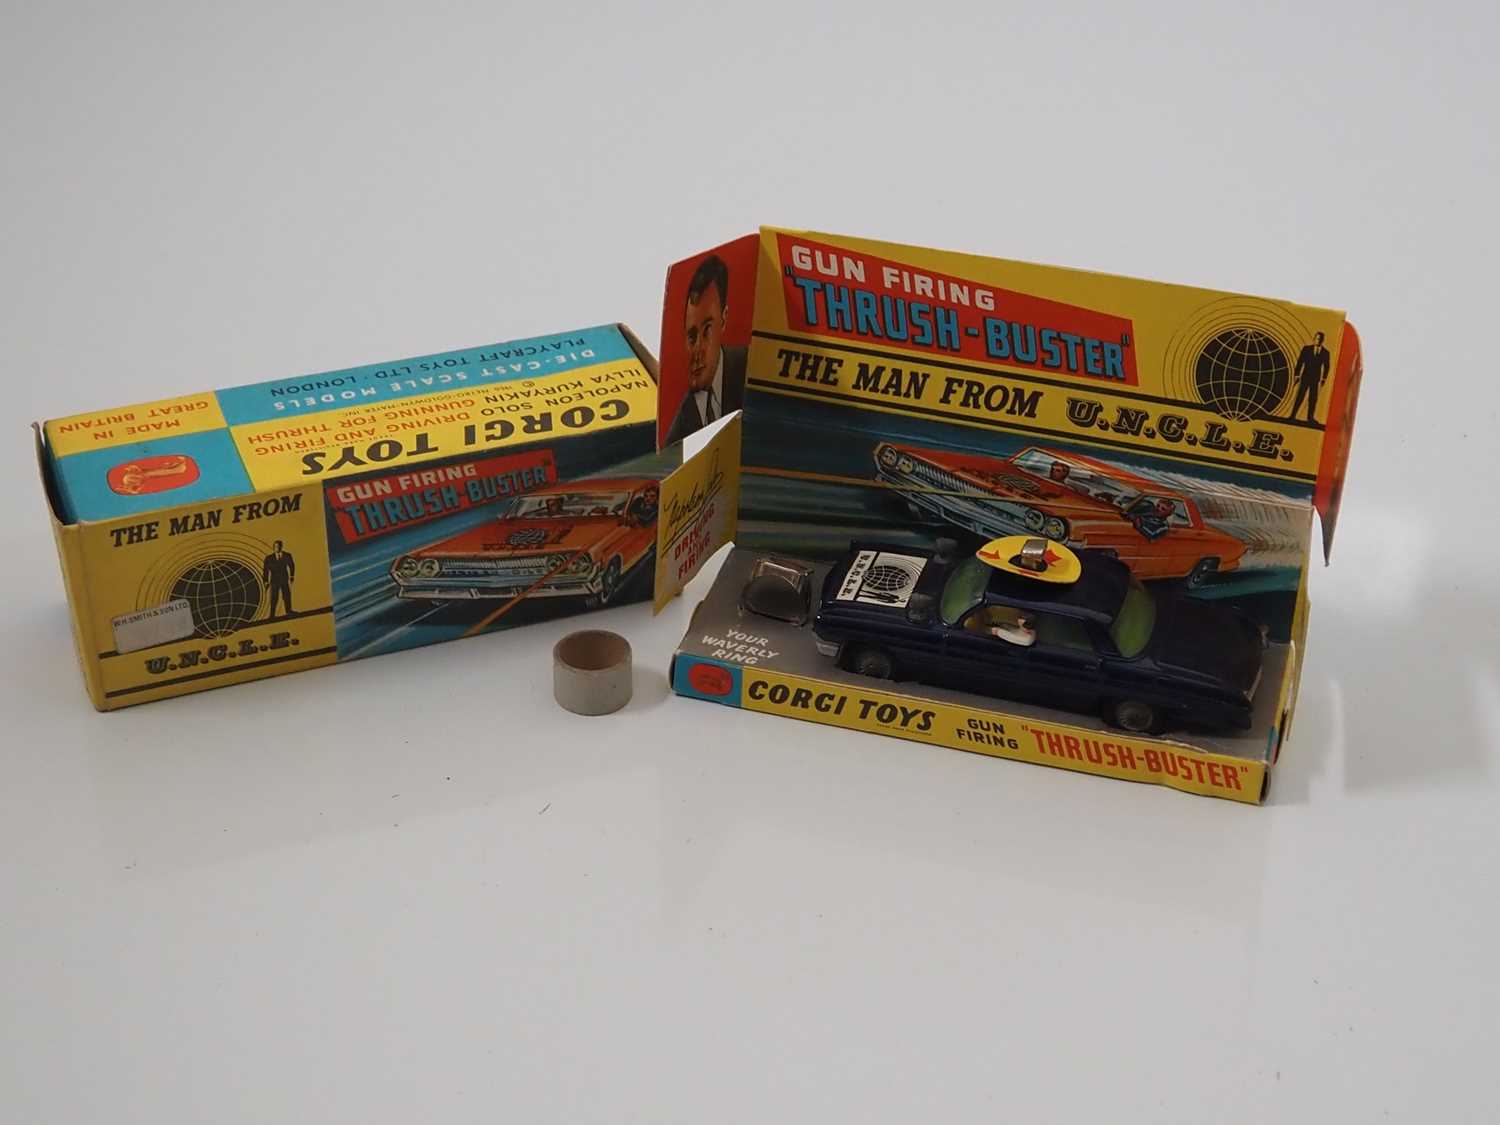 MADE IN
GREAT BRITAIN
DIE-CAST SCALE MODELS
PLAYCRAFT TOYS LTD · LONDON
CORGI TOYS
NAPOLEON SOLO DRIVING AND FIRING
ILLYA KURYAKIN GUNNING FOR THRUSH
THE MAN FROM
U.N.C.L.E.
W.H. SMITH & SON LTD.
GUN FIRING
"THRUSH-BUSTER"
GUN FIRING
"THRUSH-BUSTER"
THE MAN FROM U.N.C.L.E.
DRIVING
AND
FIRING
U.N.C.L.E.
YOUR
WAVERLY
RING
CORGI TOYS
GUN
FIRING
"THRUSH-BUSTER"